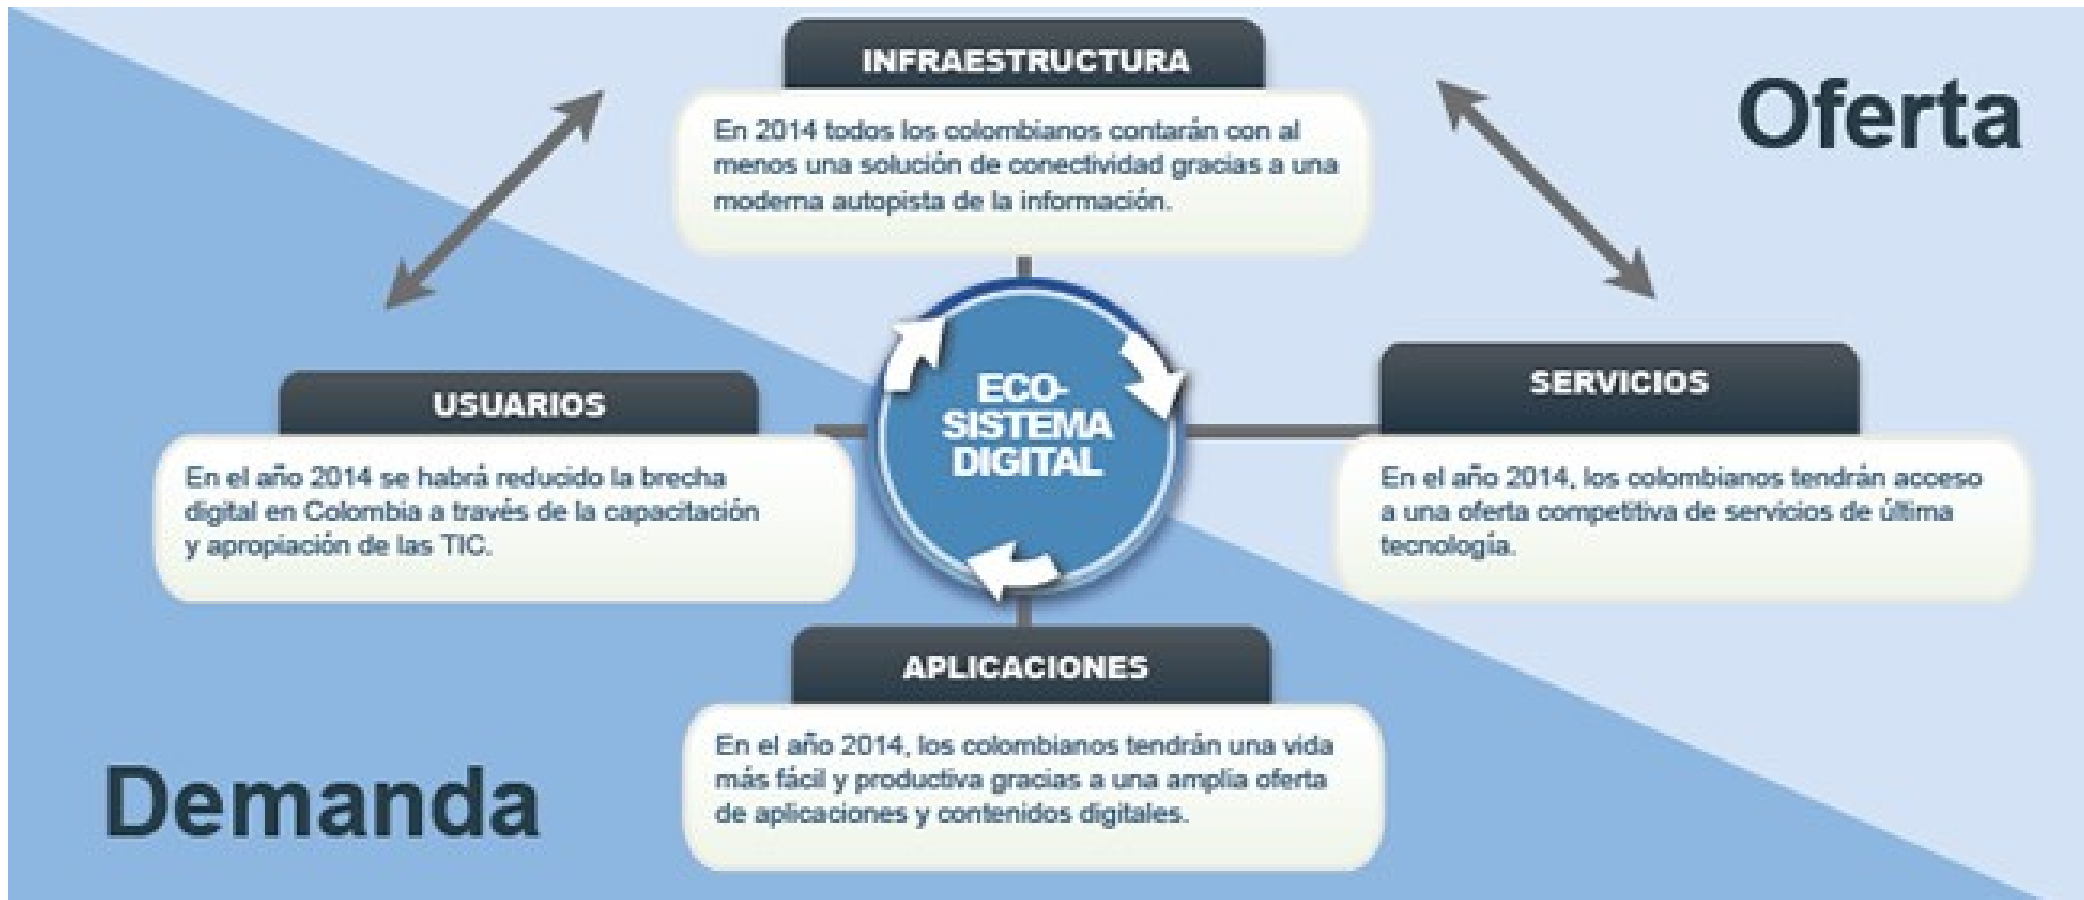 INFRAESTRUCTURA
En 2014 todos los colombianos contarán con al
menos una solución de conectividad gracias a una
moderna autopista de la información.
Oferta
USUARIOS
En el año 2014 se habrá reducido la brecha
digital en Colombia a través de la capacitación
y apropiación de las TIC.
ECO-
SISTEMA
DIGITAL
SERVICIOS
En el año 2014, los colombianos tendrán acceso
a una oferta competitiva de servicios de última
tecnología.
APLICACIONES
En el año 2014, los colombianos tendrán una vida
más fácil y productiva gracias a una amplia oferta
de aplicaciones y contenidos digitales.
Demanda